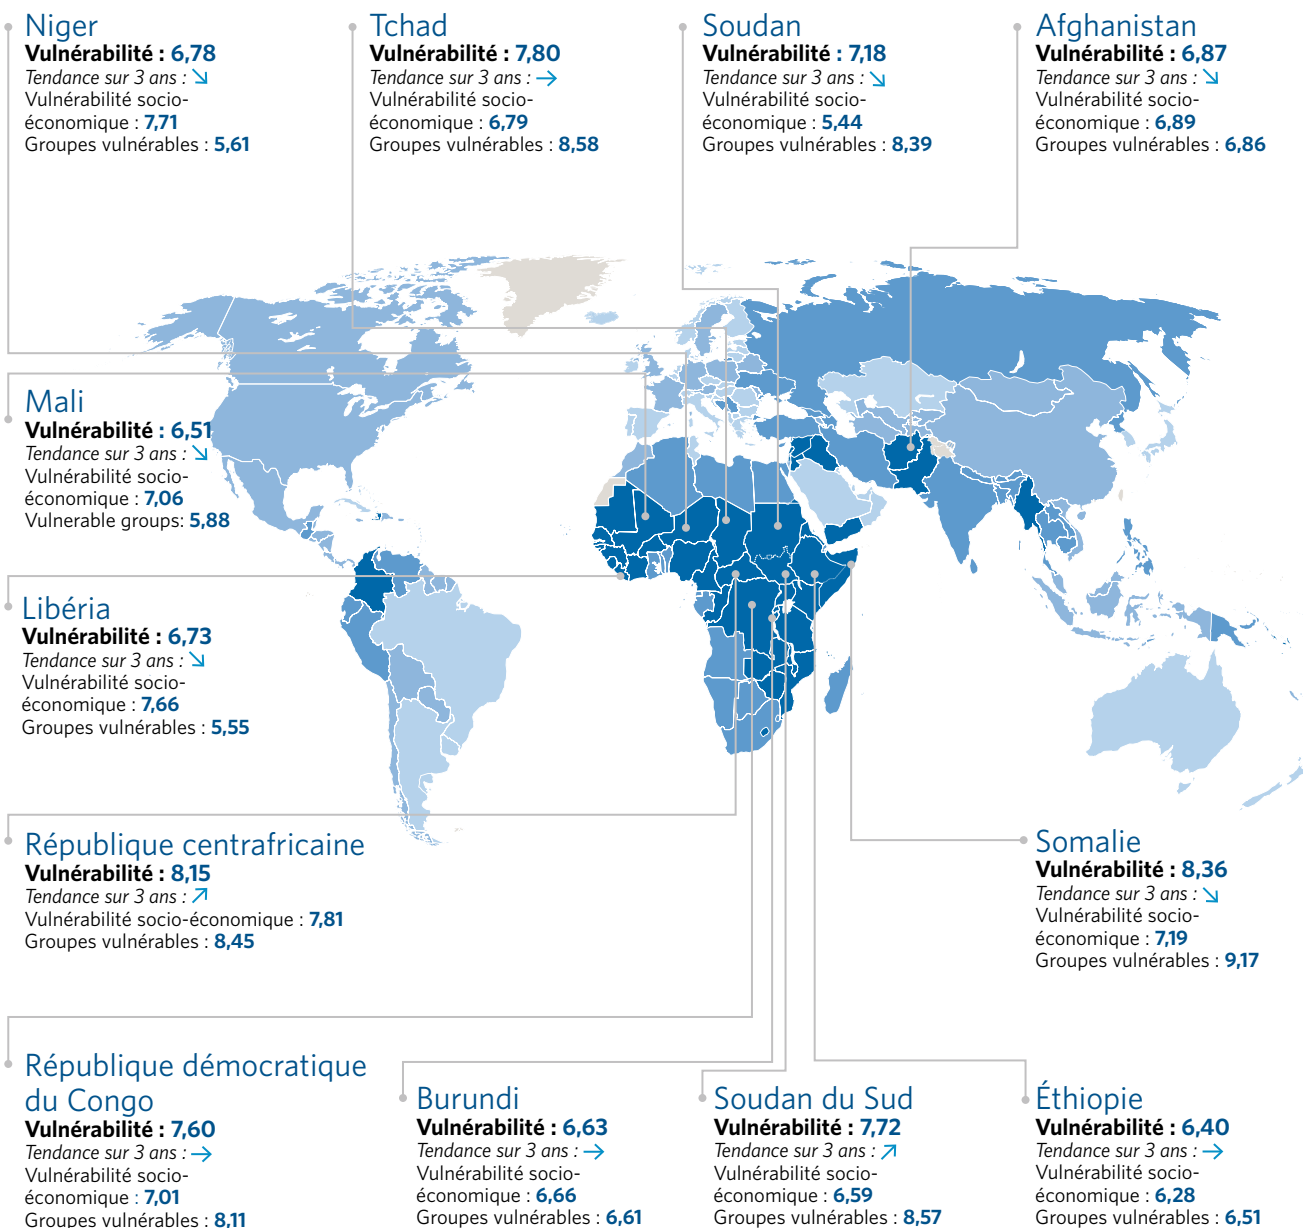 Niger
Vulnérabilité : 6,78
Tendance sur 3 ans : ↘
Vulnérabilité socio-
économique : 7,71
Groupes vulnérables : 5,61
Tchad
Vulnérabilité : 7,80
Tendance sur 3 ans : →
Vulnérabilité socio-
économique : 6,79
Groupes vulnérables : 8,58
Soudan
Vulnérabilité : 7,18
Tendance sur 3 ans : ↘
Vulnérabilité socio-
économique : 5,44
Groupes vulnérables : 8,39
Afghanistan
Vulnérabilité : 6,87
Tendance sur 3 ans : ↘
Vulnérabilité socio-
économique : 6,89
Groupes vulnérables : 6,86
Mali
Vulnérabilité : 6,51
Tendance sur 3 ans : ↘
Vulnérabilité socio-
économique : 7,06
Vulnerable groups: 5,88
Libéria
Vulnérabilité : 6,73
Tendance sur 3 ans : ↘
Vulnérabilité socio-
économique : 7,66
Groupes vulnérables : 5,55
République centrafricaine
Vulnérabilité : 8,15
Tendance sur 3 ans : ↗
Vulnérabilité socio-économique : 7,81
Groupes vulnérables : 8,45
Somalie
Vulnérabilité : 8,36
Tendance sur 3 ans : ↘
Vulnérabilité socio-
économique : 7,19
Groupes vulnérables : 9,17
République démocratique
du Congo
Vulnérabilité : 7,60
Tendance sur 3 ans : →
Vulnérabilité socio-
économique : 7,01
Groupes vulnérables : 8,11
Burundi
Vulnérabilité : 6,63
Tendance sur 3 ans : →
Vulnérabilité socio-
économique : 6,66
Groupes vulnérables : 6,61
Soudan du Sud
Vulnérabilité : 7,72
Tendance sur 3 ans : ↗
Vulnérabilité socio-
économique : 6,59
Groupes vulnérables : 8,57
Éthiopie
Vulnérabilité : 6,40
Tendance sur 3 ans : →
Vulnérabilité socio-
économique : 6,28
Groupes vulnérables : 6,51